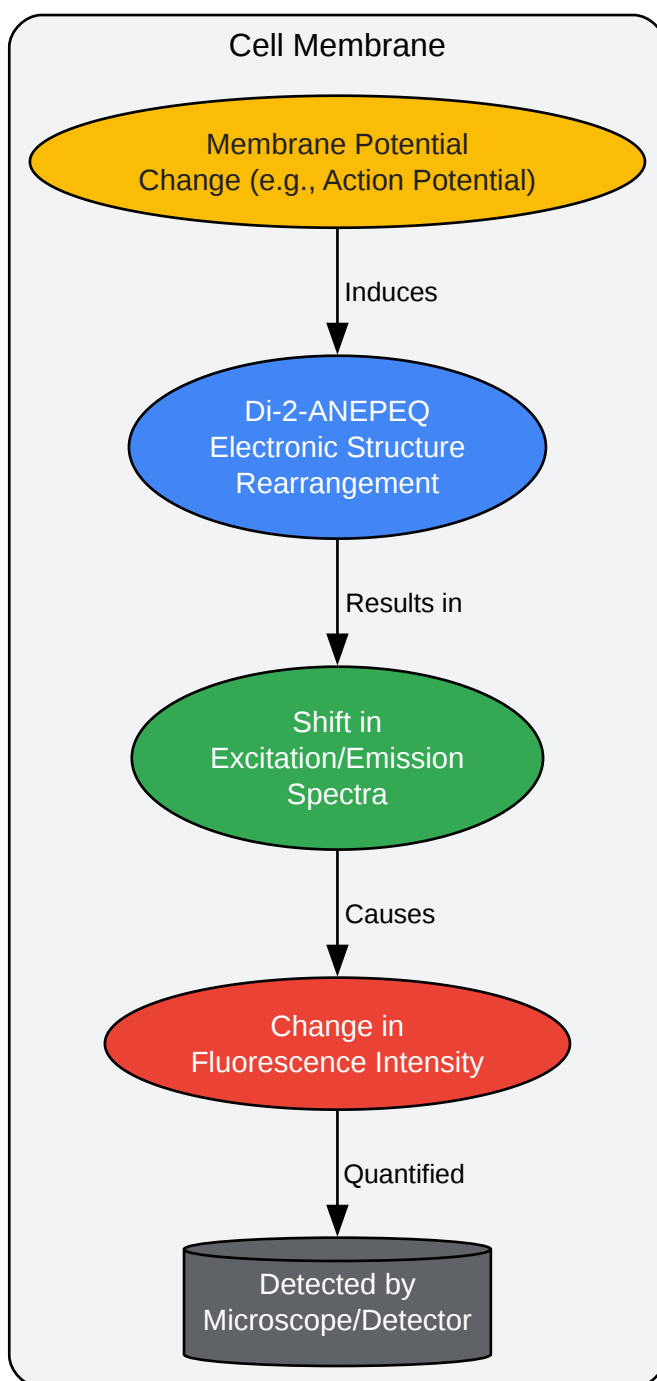 Cell Membrane
Membrane Potential
Change (e.g., Action Potential)
Induces
Di-2-ANEPEQ
Electronic Structure
Rearrangement
Results in
Shift in
Excitation/Emission
Spectra
Causes
Change in
Fluorescence Intensity
Quantified
Detected by
Microscope/Detector